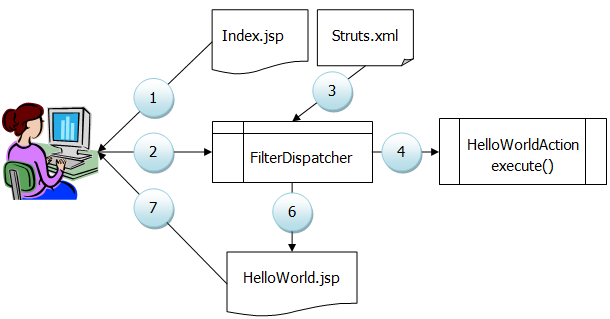 Index.jsp
Struts.xml
1
3
2
FilterDispatcher
4
HelloWorldAction
execute()
7
6
HelloWorld.jsp